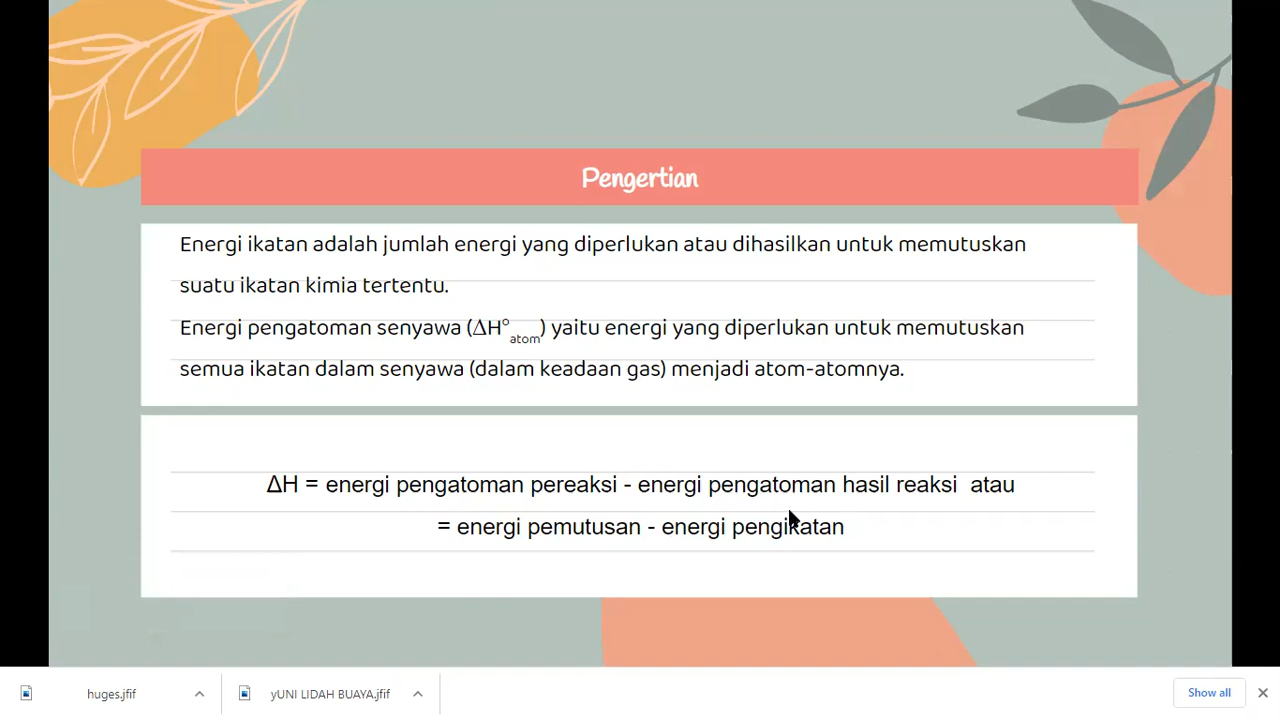 Pengertian
Energi ikatan adalah jumlah energi yang diperlukan atau dihasilkan untuk memutuskan
suatu ikatan kimia tertentu.
Energi pengatoman senyawa (ΔH°atom) yaitu energi yang diperlukan untuk memutuskan
semua ikatan dalam senyawa (dalam keadaan gas) menjadi atom-atomnya.
ΔH = energi pengatoman pereaksi - energi pengatoman hasil reaksi atau
= energi pemutusan - energi pengikatan
huges.jfif
yUNI LIDAH BUAYA.jfif
Show all